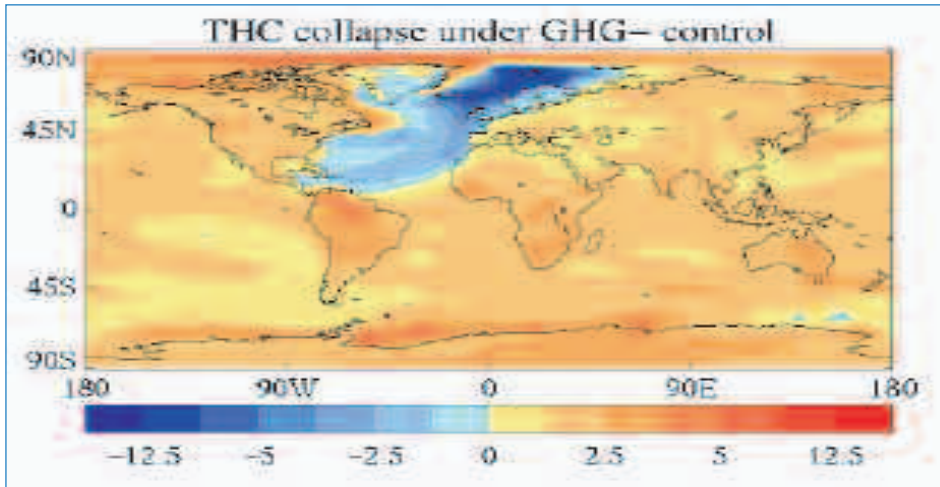 THC collapse under GHG− control
90N
45N
0
45S
90S
180 90W 0 90E 180
−12.5 −5 −2.5 0 2.5 5 12.5